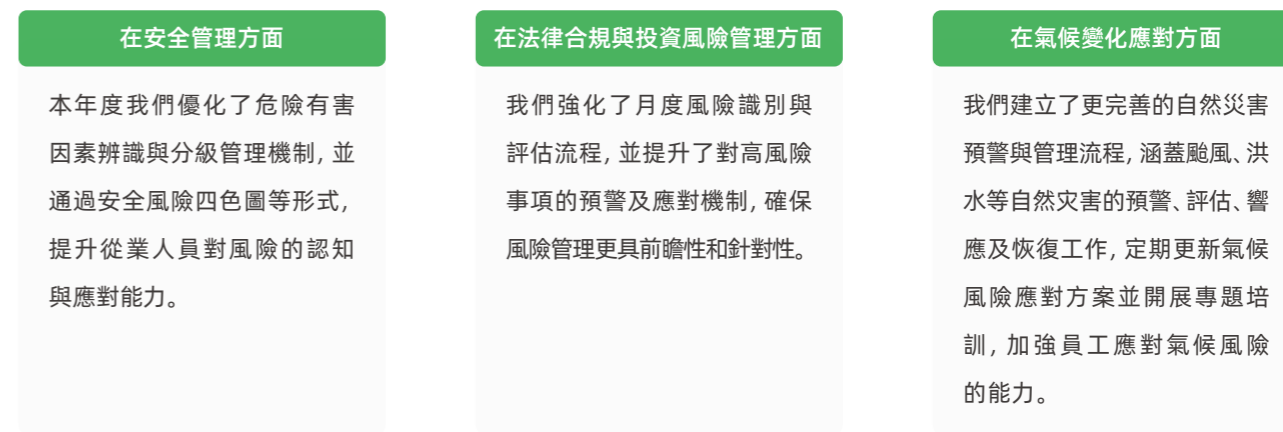 在安全管理方面
本年度我們優化了危險有害
因素辨識與分級管理機制, 並
通過安全風險四色圖等形式,
提升從業人員對風險的認知
與應對能力。
在法律合規與投資風險管理方面
我們強化了月度風險識別與
評估流程, 並提升了對高風險
事項的預警及應對機制, 確保
風險管理更具前瞻性和針對性。
在氣候變化應對方面
我們建立了更完善的自然災害
預警與管理流程, 涵蓋颱風、洪
水等自然灾害的預警、評估、響
應及恢復工作, 定期更新氣候
風險應對方案並開展專題培
訓, 加強員工應對氣候風險
的能力。